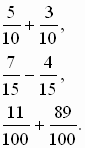 5/10 + 3/10,
7/15 − 4/15,
11/100 + 89/100.